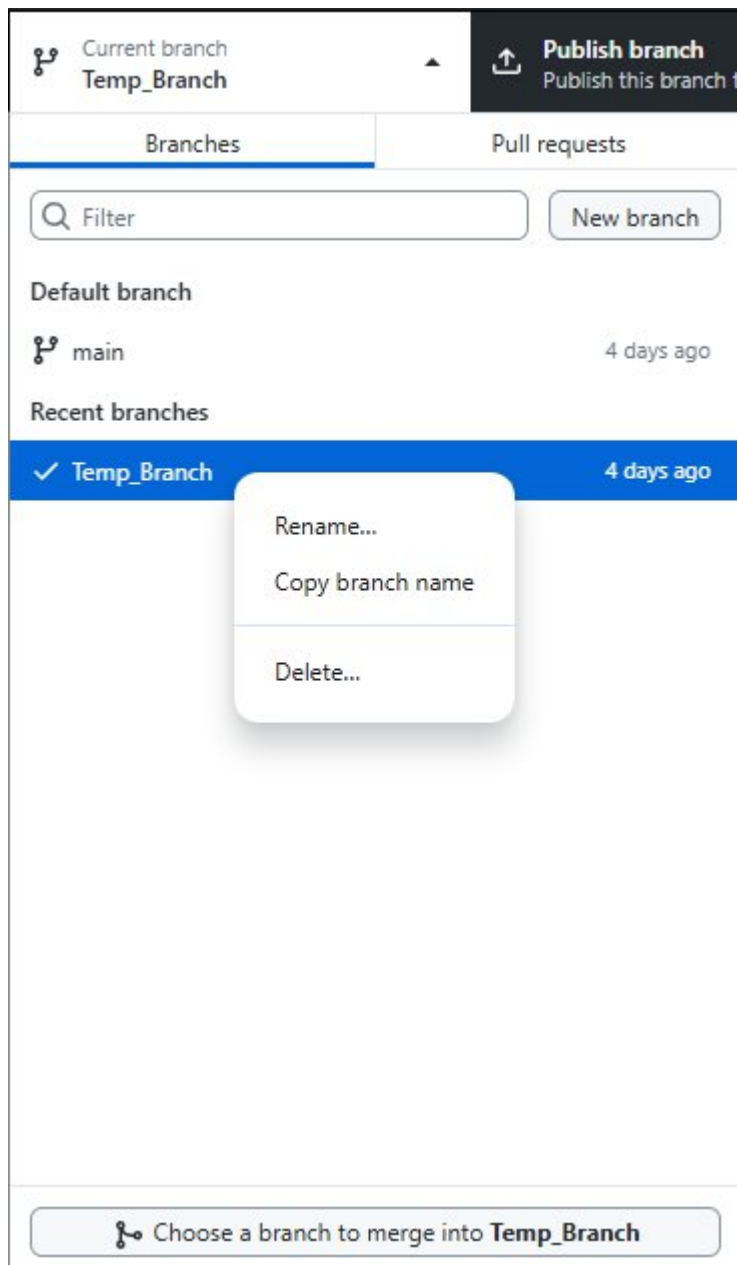 Current branch
Temp_Branch
Publish branch
Publish this branch t
Branches
Pull requests
Filter
New branch
Default branch
main
4 days ago
Recent branches
Temp_Branch
4 days ago
Rename...
Copy branch name
Delete...
Choose a branch to merge into Temp_Branch